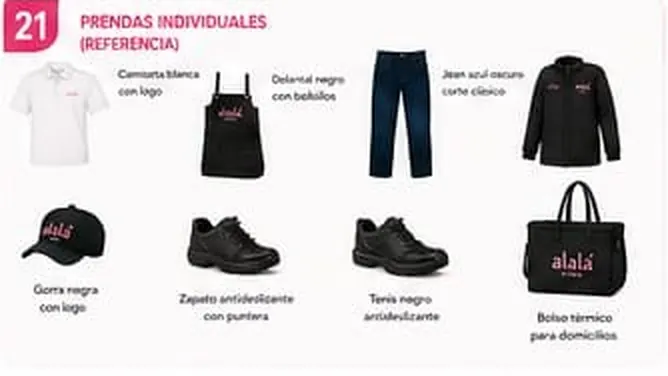 21
PRENDAS INDIVIDUALES
(REFERENCIA)
Camiseta blanca
con logo
alalá
Delantal negro
con bolsillos
Jean azul oscuro
corte clásico
alalá
Gorra negra
con logo
Zapato antideslizante
con puntera
Tenis negro
antideslizante
alalá
Bolso térmico
para domicilios